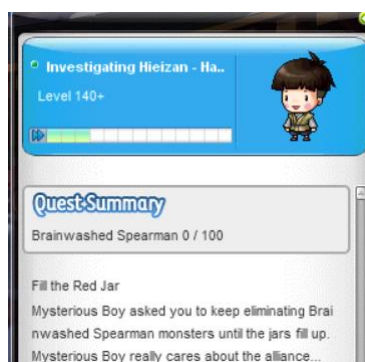 Investigating Hieizan - Ha..
Level 140+
Quest Summary
Brainwashed Spearman 0 / 100
Fill the Red Jar
Mysterious Boy asked you to keep eliminating Brai
nwashed Spearman monsters until the jars fill up.
Mysterious Boy really cares about the alliance...